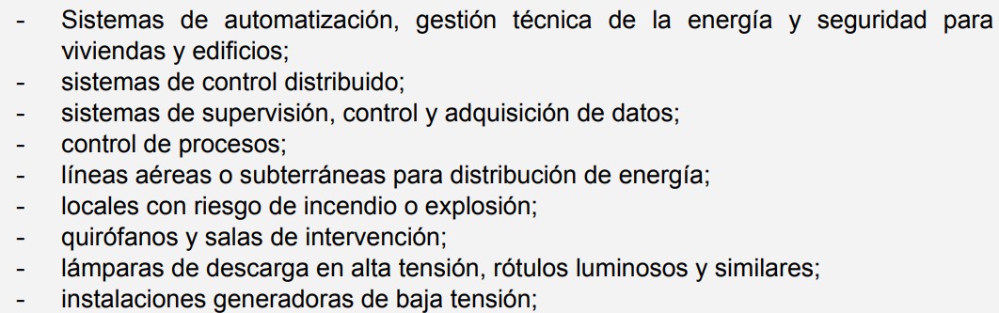 - Sistemas de automatización, gestión técnica de la energía y seguridad para
viviendas y edificios;
- sistemas de control distribuido;
- sistemas de supervisión, control y adquisición de datos;
- control de procesos;
- líneas aéreas o subterráneas para distribución de energía;
- locales con riesgo de incendio o explosión;
- quirófanos y salas de intervención;
- lámparas de descarga en alta tensión, rótulos luminosos y similares;
- instalaciones generadoras de baja tensión;